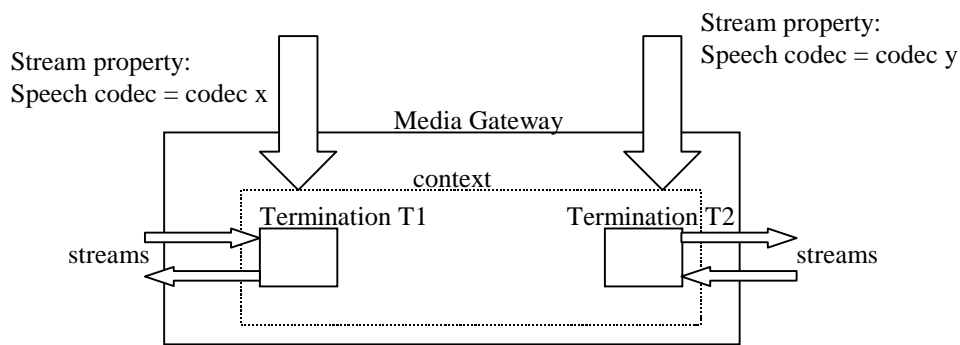 Stream property:
Speech codec = codec x
Stream property:
Speech codec = codec y
Media Gateway
context
Termination T1
Termination T2
streams
streams